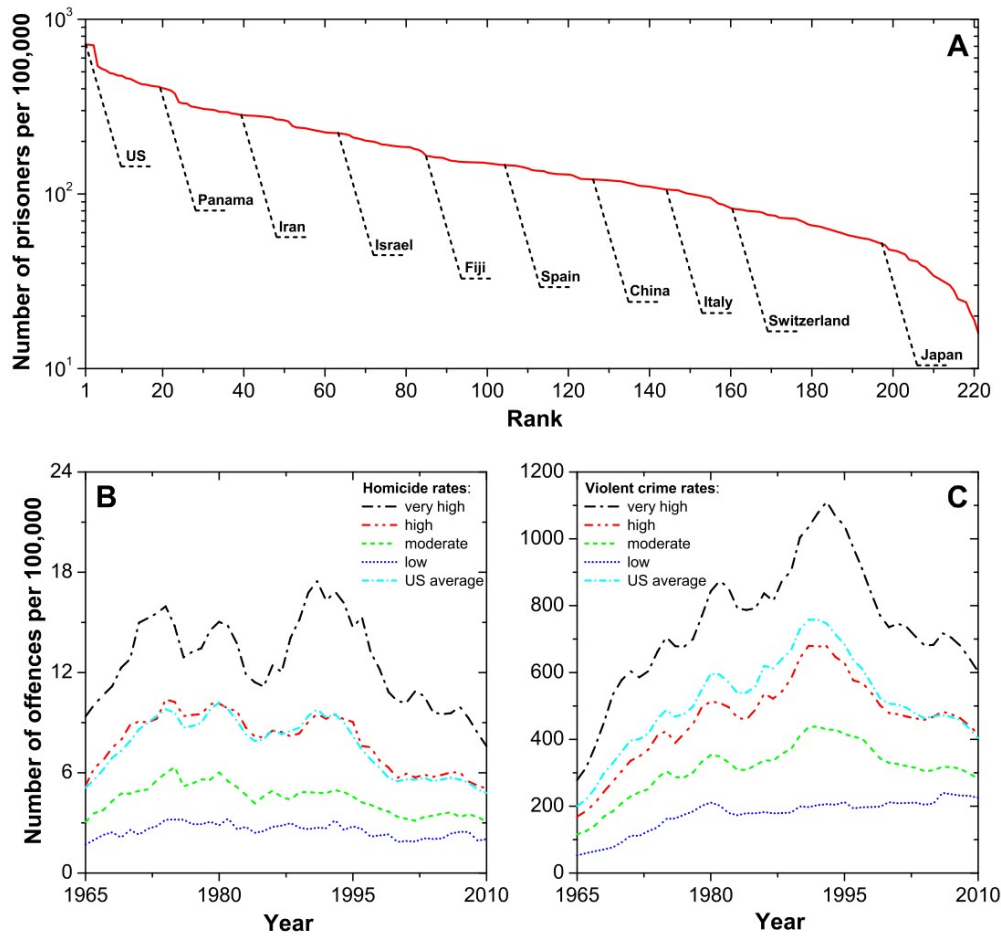 A
Number of prisoners per 100,000
10³
10²
10¹
US
Panama
Iran
Israel
Fiji
Spain
China
Italy
Switzerland
Japan
1 20 40 60 80 100 120 140 160 180 200 220
Rank
B
Number of offences per 100,000
24
18
12
6
0
Homicide rates:
very high
high
moderate
low
US average
1965 1980 1995 2010
Year
C
1200
1000
800
600
400
200
0
Violent crime rates:
very high
high
moderate
low
US average
1965 1980 1995 2010
Year